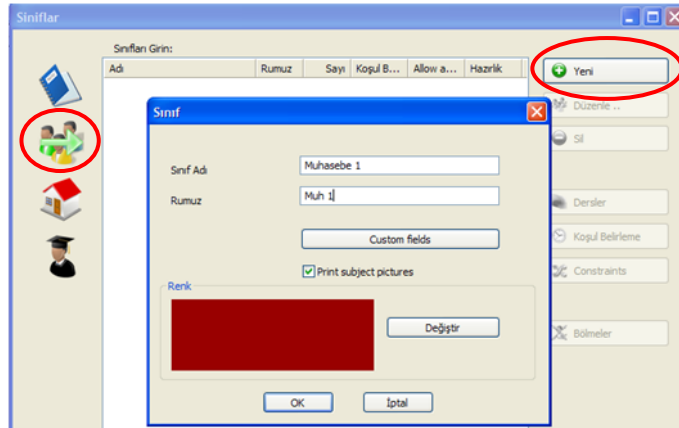 Siniflar
Sınıfları Girin:
Adı Rumuz Sayı Koşul B... Allow a... Hazırlık
Yeni
Düzenle ..
Sil
Dersler
Koşul Belirleme
Constraints
Bölmeler
Sınıf
Sınıf Adı Muhasebe 1
Rumuz Muh 1
Custom fields
Print subject pictures
Renk
Değiştir
OK İptal